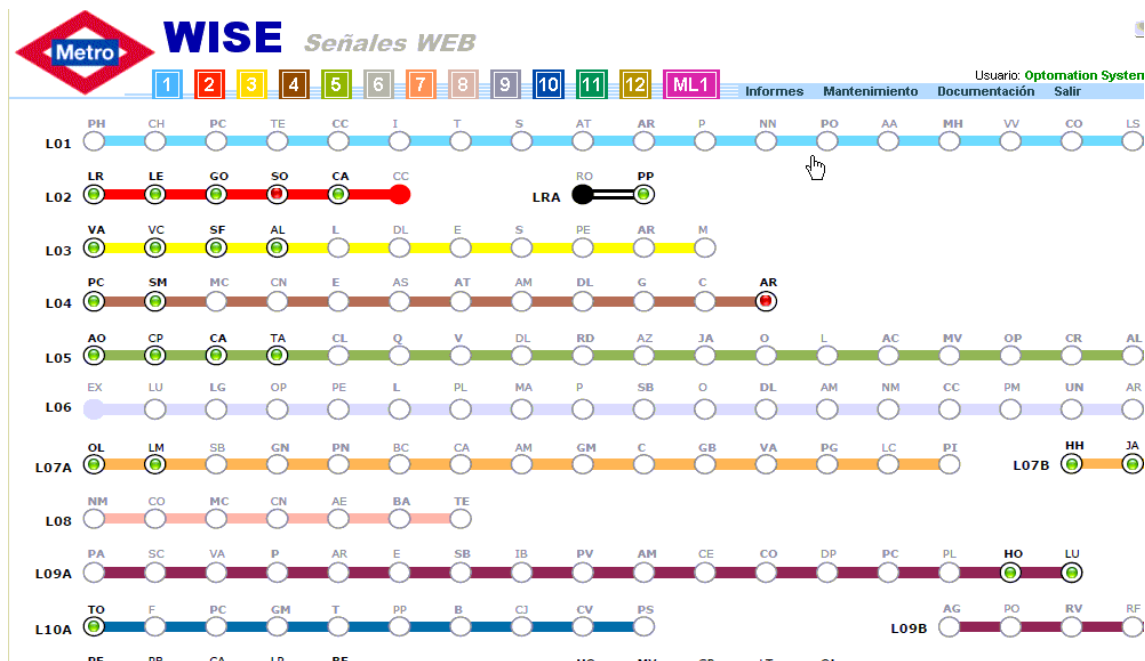 Metro
WISE Señales WEB
1 2 3 4 5 6 7 8 9 10 11 12 ML1
Usuario: Optomation System
Informes Mantenimiento Documentación Salir
PH CH PC TE CC I T S AT AR P NN PO AA MH VV CO LS
L01
LR LE GO SO CA CC RO PP
L02 LRA
VA VC SF AL L DL E S PE AR M
L03
PC SM MC CN E AS AT AM DL G C AR
L04
AO CP CA TA CL Q V DL RD AZ JA O L AC MV OP CR AL
L05
EX LU LG OP PE L PL MA P SB O DL AM NM CC PM UN AR
L06
OL LM SB GN PN BC CA AM GM C GB VA PG LC PI HH JA
L07A L07B
NM CO MC CN AE BA TE
L08
PA SC VA P AR E SB IB PV AM CE CO DP PC PL HO LU
L09A
TO F PC GM T PP B CJ CV PS AG PO RV RF
L10A L09B